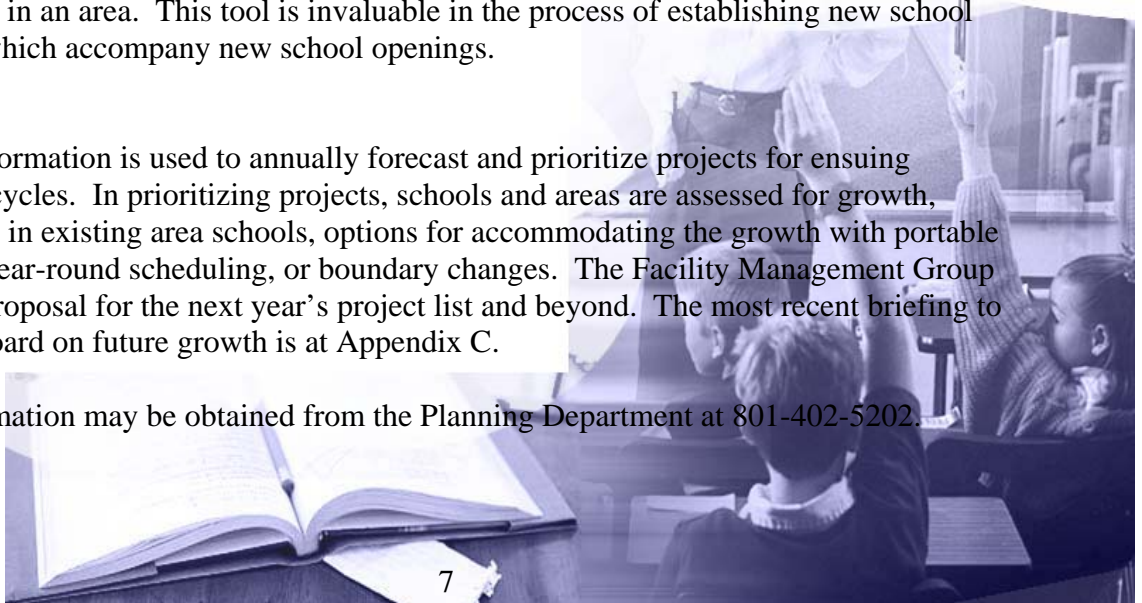 in an area. This tool is invaluable in the process of establishing new school
which accompany new school openings.
formation is used to annually forecast and prioritize projects for ensuing
ycles. In prioritizing projects, schools and areas are assessed for growth,
in existing area schools, options for accommodating the growth with portable
ear-round scheduling, or boundary changes. The Facility Management Group
roposal for the next year's project list and beyond. The most recent briefing to
oard on future growth is at Appendix C.
mation may be obtained from the Planning Department at 801-402-5202.
7